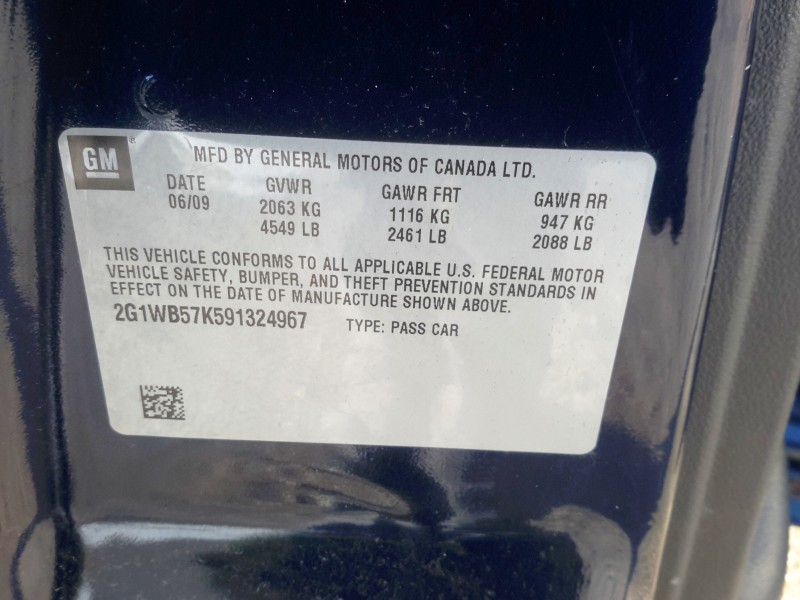 GM
MFD BY GENERAL MOTORS OF CANADA LTD.
DATE GVWR GAWR FRT GAWR RR
06/09 2063 KG 1116 KG 947 KG
4549 LB 2461 LB 2088 LB
THIS VEHICLE CONFORMS TO ALL APPLICABLE U.S. FEDERAL MOTOR
VEHICLE SAFETY, BUMPER, AND THEFT PREVENTION STANDARDS IN
EFFECT ON THE DATE OF MANUFACTURE SHOWN ABOVE.
2G1WB57K591324967 TYPE: PASS CAR